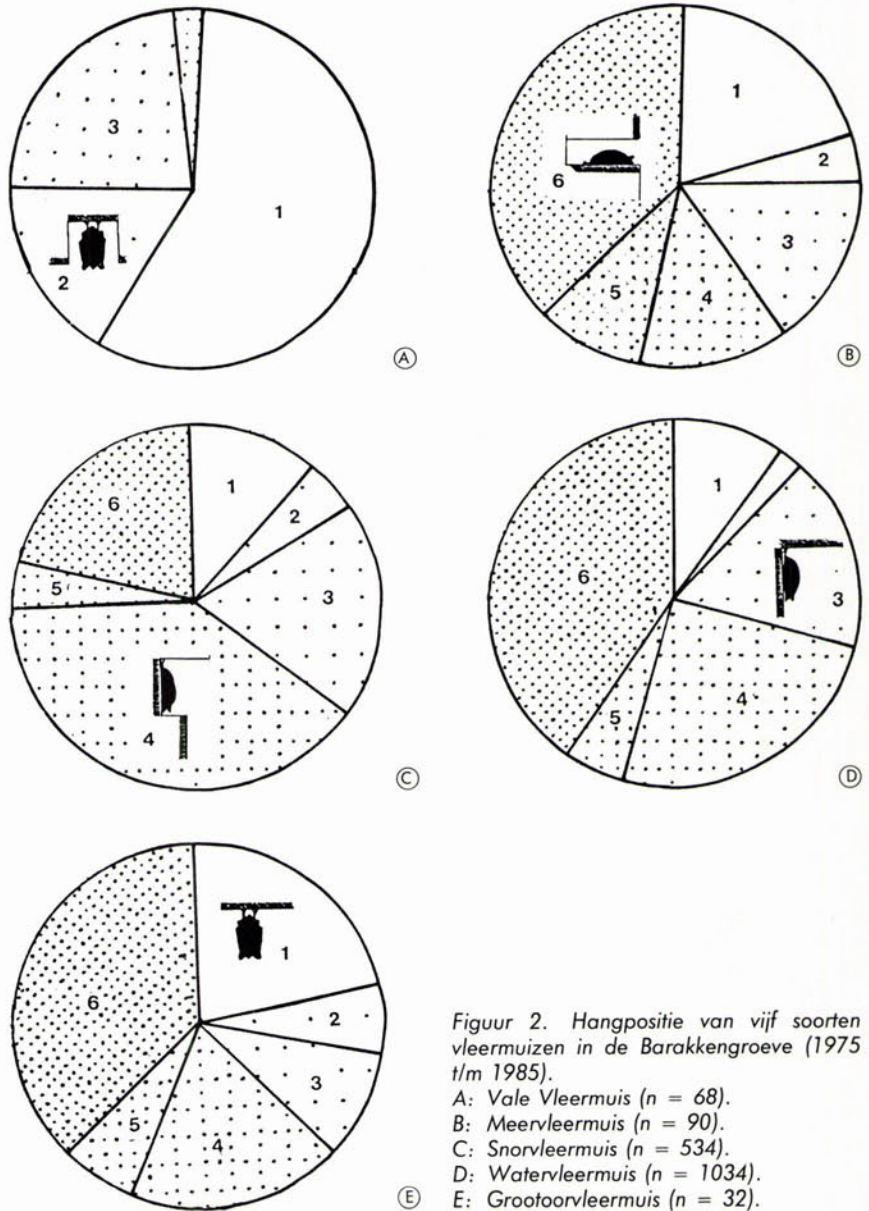 3
1
2
A
1
2
6
3
5
4
B
6
1
2
5
3
4
C
1
6
3
4
5
D
1
6
2
3
5
4
E
Figuur 2. Hangpositie van vijf soorten
vleermuizen in de Barakkengroeve (1975
t/m 1985).
A: Vale Vleermuis (n = 68).
B: Meervleermuis (n = 90).
C: Snorvleermuis (n = 534).
D: Watervleermuis (n = 1034).
E: Grootoorvleermuis (n = 32).